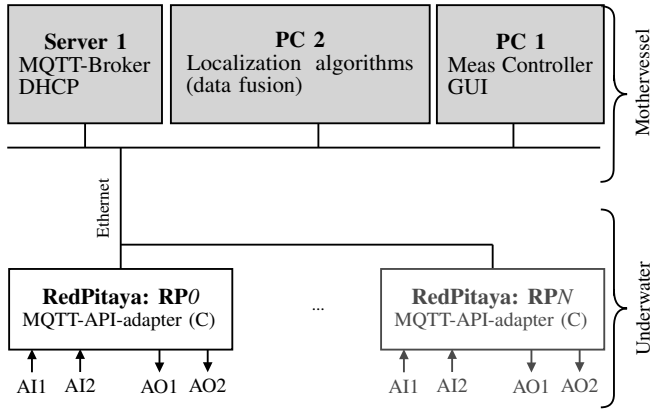 Server 1
MQTT-Broker
DHCP
PC 2
Localization algorithms
(data fusion)
PC 1
Meas Controller
GUI
Mothervessel
Ethernet
RedPitaya: RP0
MQTT-API-adapter (C)
...
RedPitaya: RPN
MQTT-API-adapter (C)
Underwater
AI1 AI2 AO1 AO2
AI1 AI2 AO1 AO2